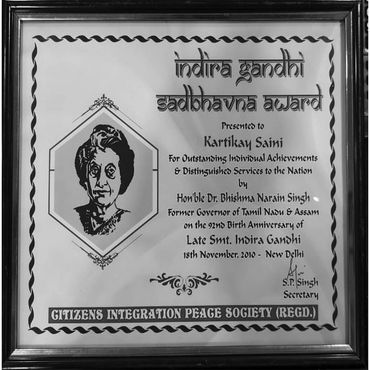 indira gandhi
sadbhavna award
Presented to
Kartikay Saini
For Outstanding Individual Achievements
& Distinguished Services to the Nation
by
Hon'ble Dr. Bhishma Narain Singh
Former Governor of Tamil Nadu & Assam
on the 92nd Birth Anniversary of
Late Smt. Indira Gandhi
18th November, 2010 - New Delhi
S.P. Singh
Secretary
CITIZENS INTEGRATION PEACE SOCIETY (REGD.)